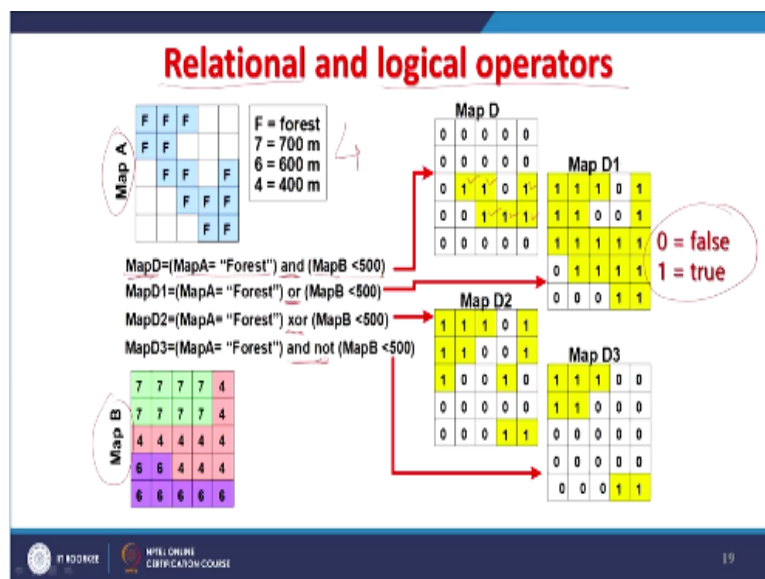 Relational and logical operators
Map A
F F F
F F
F F F
F F F
F F
F = forest
7 = 700 m
6 = 600 m
4 = 400 m
4
Map D
0 0 0 0 0
0 0 0 0 0
0 1 1 0 1
0 0 1 1 1
0 0 0 0 0
Map D1
1 1 1 0 1
1 1 0 0 1
1 1 1 1 1
0 1 1 1 1
0 0 0 1 1
0 = false
1 = true
MapD=(MapA= “Forest”) and (MapB <500)
MapD1=(MapA= “Forest”) or (MapB <500)
MapD2=(MapA= “Forest”) xor (MapB <500)
MapD3=(MapA= “Forest”) and not (MapB <500)
Map D2
1 1 1 0 1
1 1 0 0 1
1 0 0 1 0
0 0 0 0 0
0 0 0 1 1
Map D3
1 1 1 0 0
1 1 0 0 0
0 0 0 0 0
0 0 0 0 0
0 0 0 1 1
Map B
7 7 7 7 4
7 7 7 7 4
4 4 4 4 4
6 6 4 4 4
6 6 6 6 6
IIT ROORKEE
NPTEL ONLINE
CERTIFICATION COURSE
19